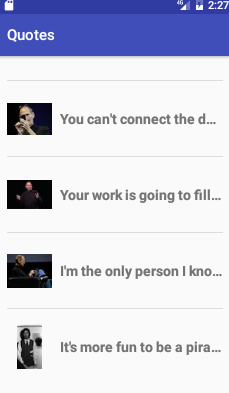 4G 2:27
Quotes
You can't connect the d...
Your work is going to fill...
I'm the only person I kno...
It's more fun to be a pira...